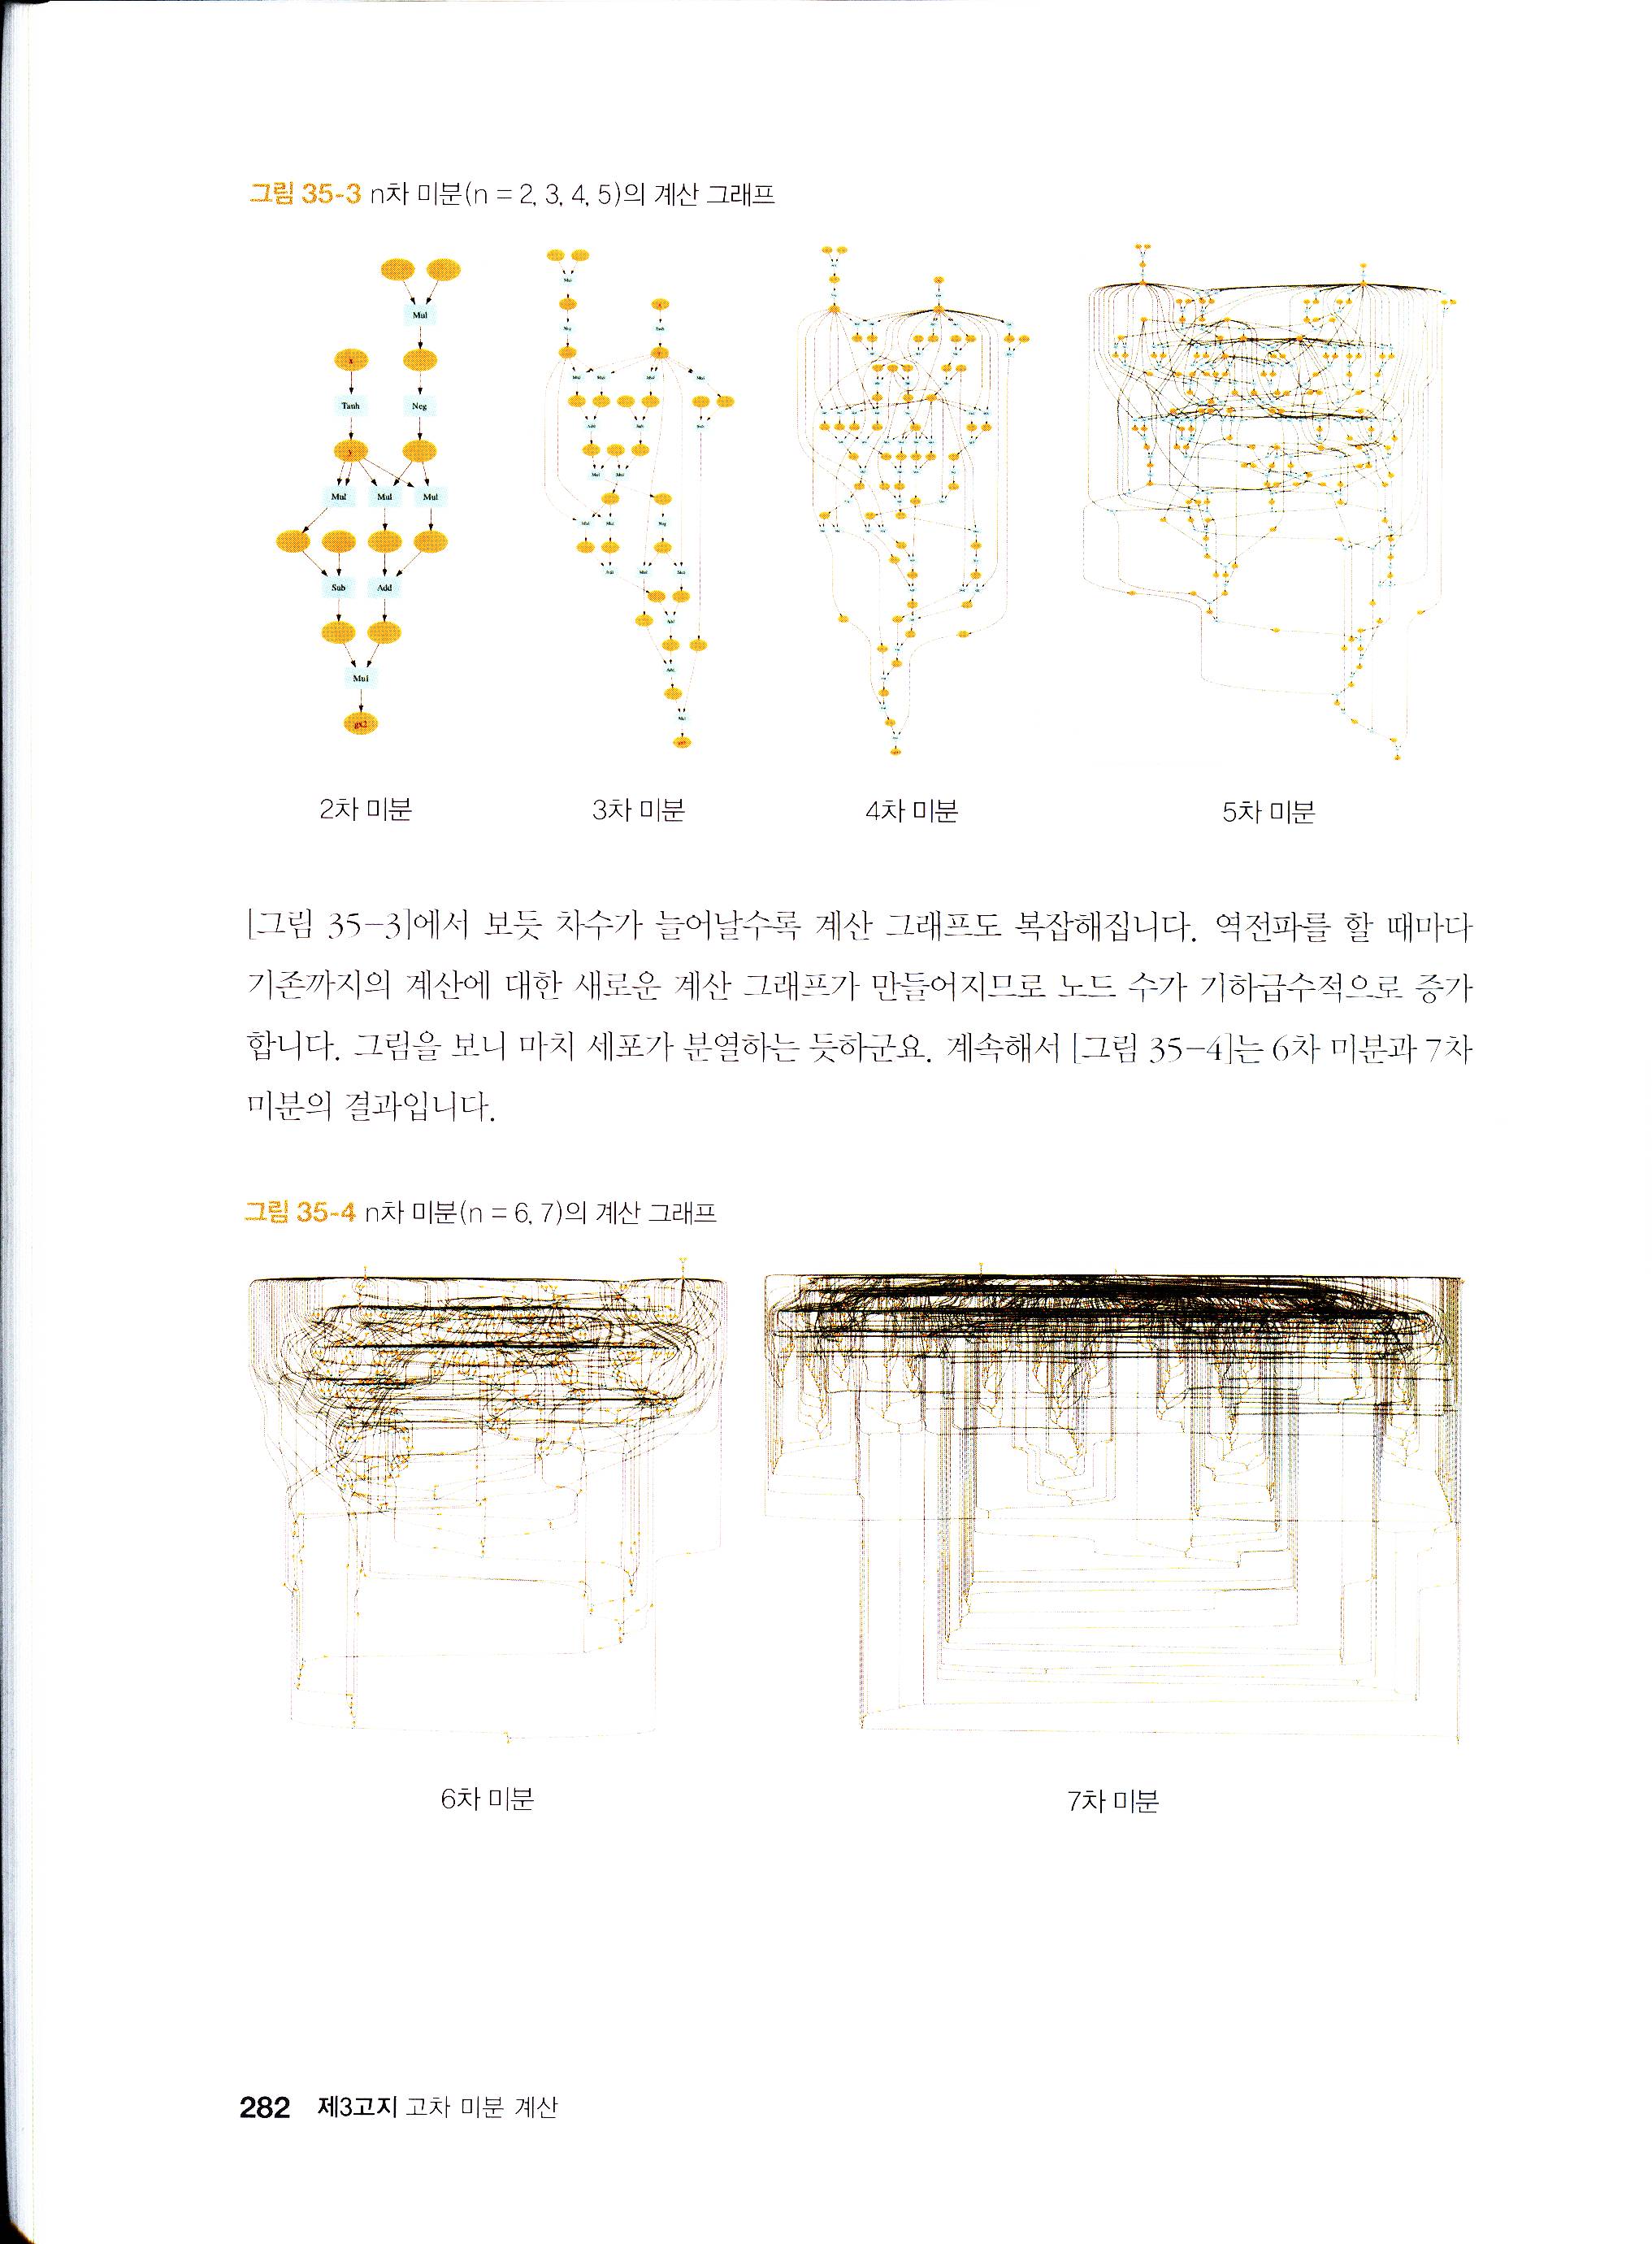 그림 35-3 n차 미분(n = 2, 3, 4, 5)의 계산 그래프
Mul
x
Tanh
Neg
y
Mul
Mul
Mul
Sub
Add
Mul
gx2
2차 미분
3차 미분
4차 미분
5차 미분
[그림 35-3]에서 보듯 차수가 늘어날수록 계산 그래프도 복잡해집니다. 역전파를 할 때마다
기존까지의 계산에 대한 새로운 계산 그래프가 만들어지므로 노드 수가 기하급수적으로 증가
합니다. 그림을 보니 마치 세포가 분열하는 듯하군요. 계속해서 [그림 35-4]는 6차 미분과 7차
미분의 결과입니다.
그림 35-4 n차 미분(n = 6, 7)의 계산 그래프
6차 미분
7차 미분
282 제3고지 고차 미분 계산